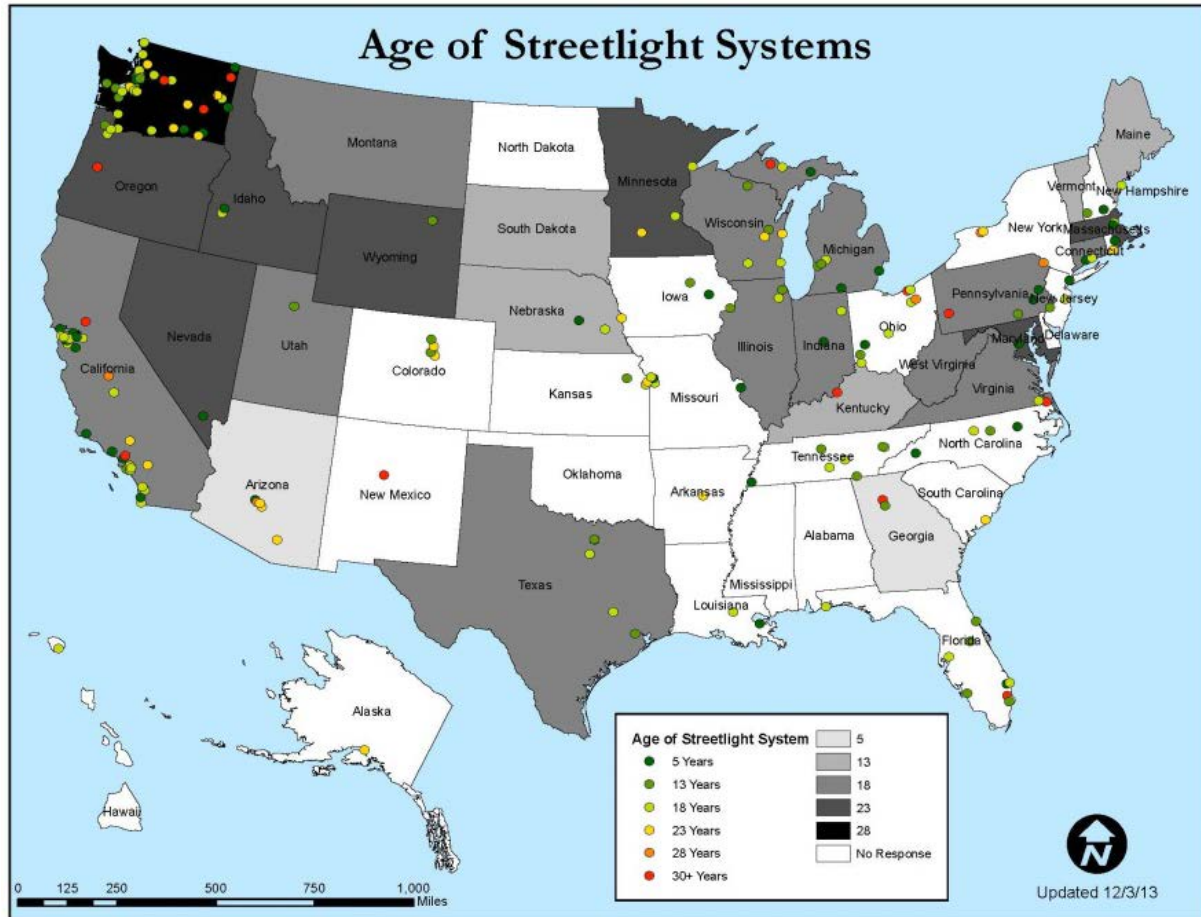 Age of Streetlight Systems
Montana
North Dakota
Minnesota
Maine
Vermont
New Hampshire
Oregon
Idaho
Wisconsin
New York
Massachusetts
South Dakota
Michigan
Connecticut
Wyoming
Pennsylvania
New Jersey
Iowa
Nebraska
Nevada
Utah
Illinois
Indiana
Ohio
Maryland
Delaware
California
Colorado
Kansas
Missouri
West Virginia
Virginia
Kentucky
North Carolina
Tennessee
Arizona
New Mexico
Oklahoma
Arkansas
South Carolina
Alabama
Georgia
Texas
Mississippi
Louisiana
Florida
Alaska
Hawaii
Age of Streetlight System
5 Years
13 Years
18 Years
23 Years
28 Years
30+ Years
5
13
18
23
28
No Response
0 125 250 500 750 1,000
Miles
N
Updated 12/3/13